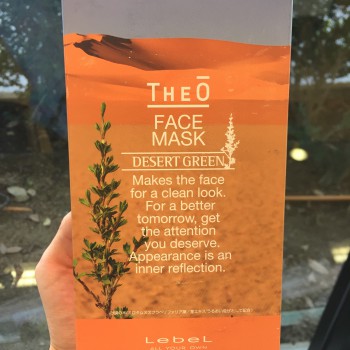 THEŌ
FACE
MASK
DESERT GREEN
Makes the face
for a clean look.
For a better
tomorrow, get
the attention
you deserve.
Appearance is an
inner reflection.
LebeL